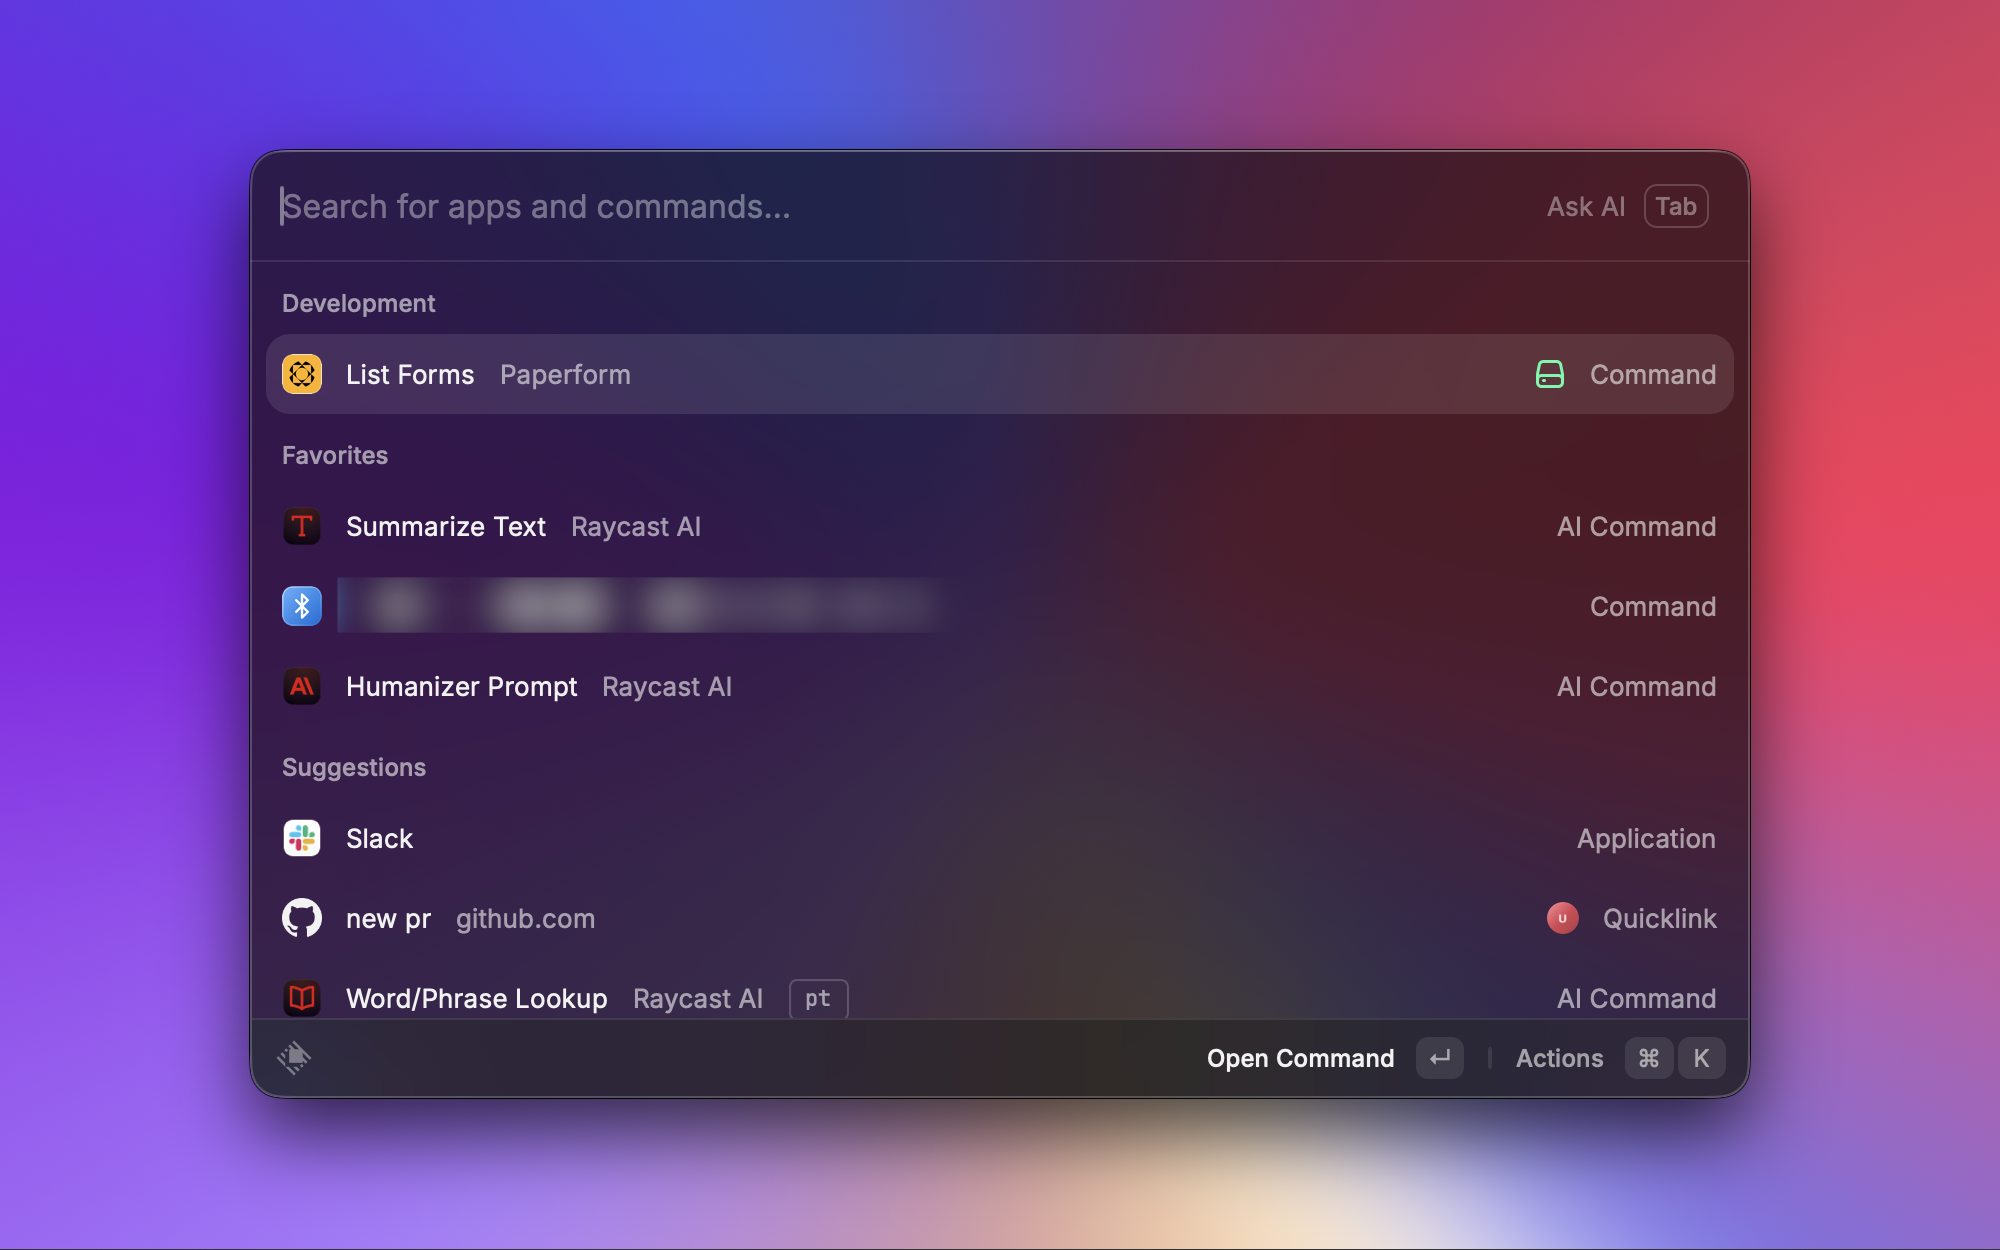 Search for apps and commands... Ask AI Tab
Development
List Forms Paperform Command
Favorites
Summarize Text Raycast AI AI Command
Command
Humanizer Prompt Raycast AI AI Command
Suggestions
Slack Application
new pr github.com U Quicklink
Word/Phrase Lookup Raycast AI pt AI Command
Open Command ↵ Actions ⌘ K